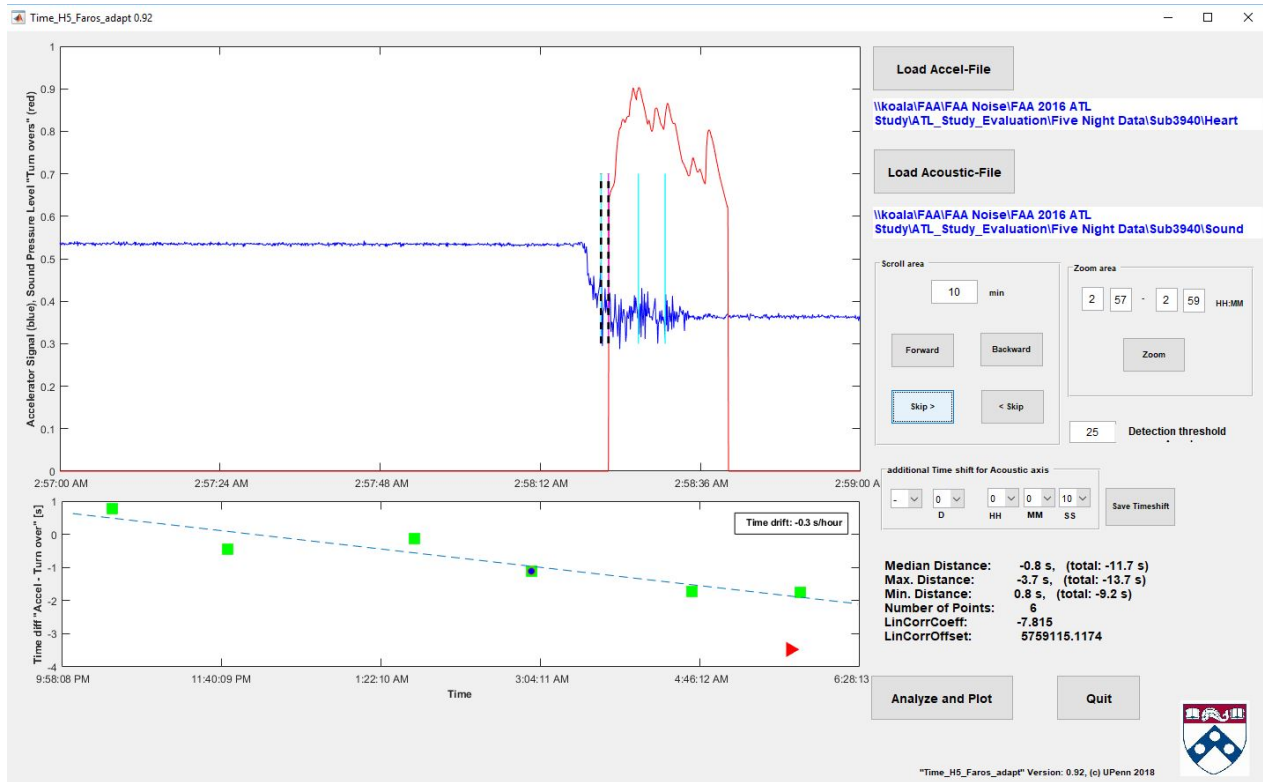 Time_H5_Faros_adapt 0.92
Accelerator Signal (blue), Sound Pressure Level "Turn overs" (red)
1
0.9
0.8
0.7
0.6
0.5
0.4
0.3
0.2
0.1
0
2:57:00 AM 2:57:24 AM 2:57:48 AM 2:58:12 AM 2:58:36 AM 2:59:00 A
Time diff "Accel - Turn over" [s]
1
0
-1
-2
-3
-4
Time drift: -0.3 s/hour
9:58:08 PM 11:40:09 PM 1:22:10 AM 3:04:11 AM 4:46:12 AM 6:28:13
Time
Load Accel-File
\\koala\FAA\FAA Noise\FAA 2016 ATL
Study\ATL_Study_Evaluation\Five Night Data\Sub3940\Heart
Load Acoustic-File
\\koala\FAA\FAA Noise\FAA 2016 ATL
Study\ATL_Study_Evaluation\Five Night Data\Sub3940\Sound
Scroll area
10 min
Forward Backward
Skip > < Skip
Zoom area
2 57 - 2 59 HH:MM
Zoom
25 Detection threshold
additional Time shift for Acoustic axis
- 0 0 0 10
D HH MM SS
Save Timeshift
Median Distance: -0.8 s, (total: -11.7 s)
Max. Distance: -3.7 s, (total: -13.7 s)
Min. Distance: 0.8 s, (total: -9.2 s)
Number of Points: 6
LinCorrCoeff: -7.815
LinCorrOffset: 5759115.1174
Analyze and Plot Quit
"Time_H5_Faros_adapt" Version: 0.92, (c) UPenn 2018